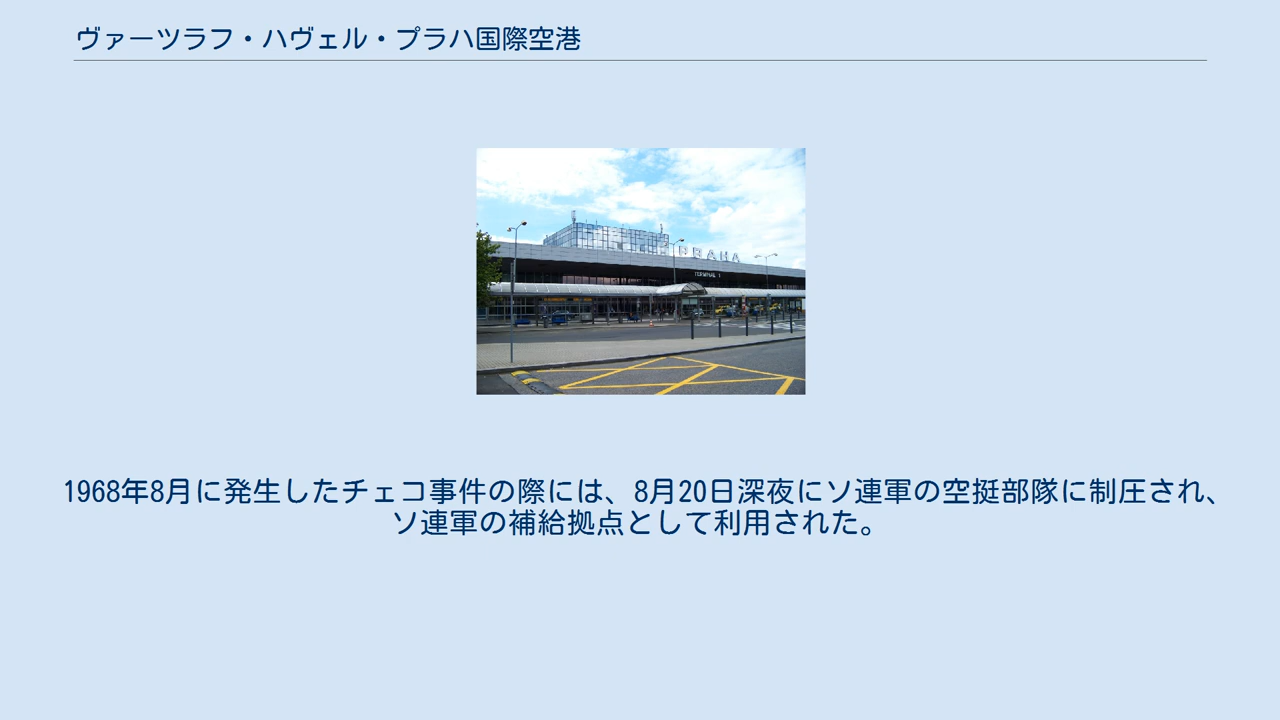 ヴァーツラフ・ハヴェル・プラハ国際空港
PRAHA
TERMINAL 1
1968年8月に発生したチェコ事件の際には、8月20日深夜にソ連軍の空挺部隊に制圧され、
ソ連軍の補給拠点として利用された。